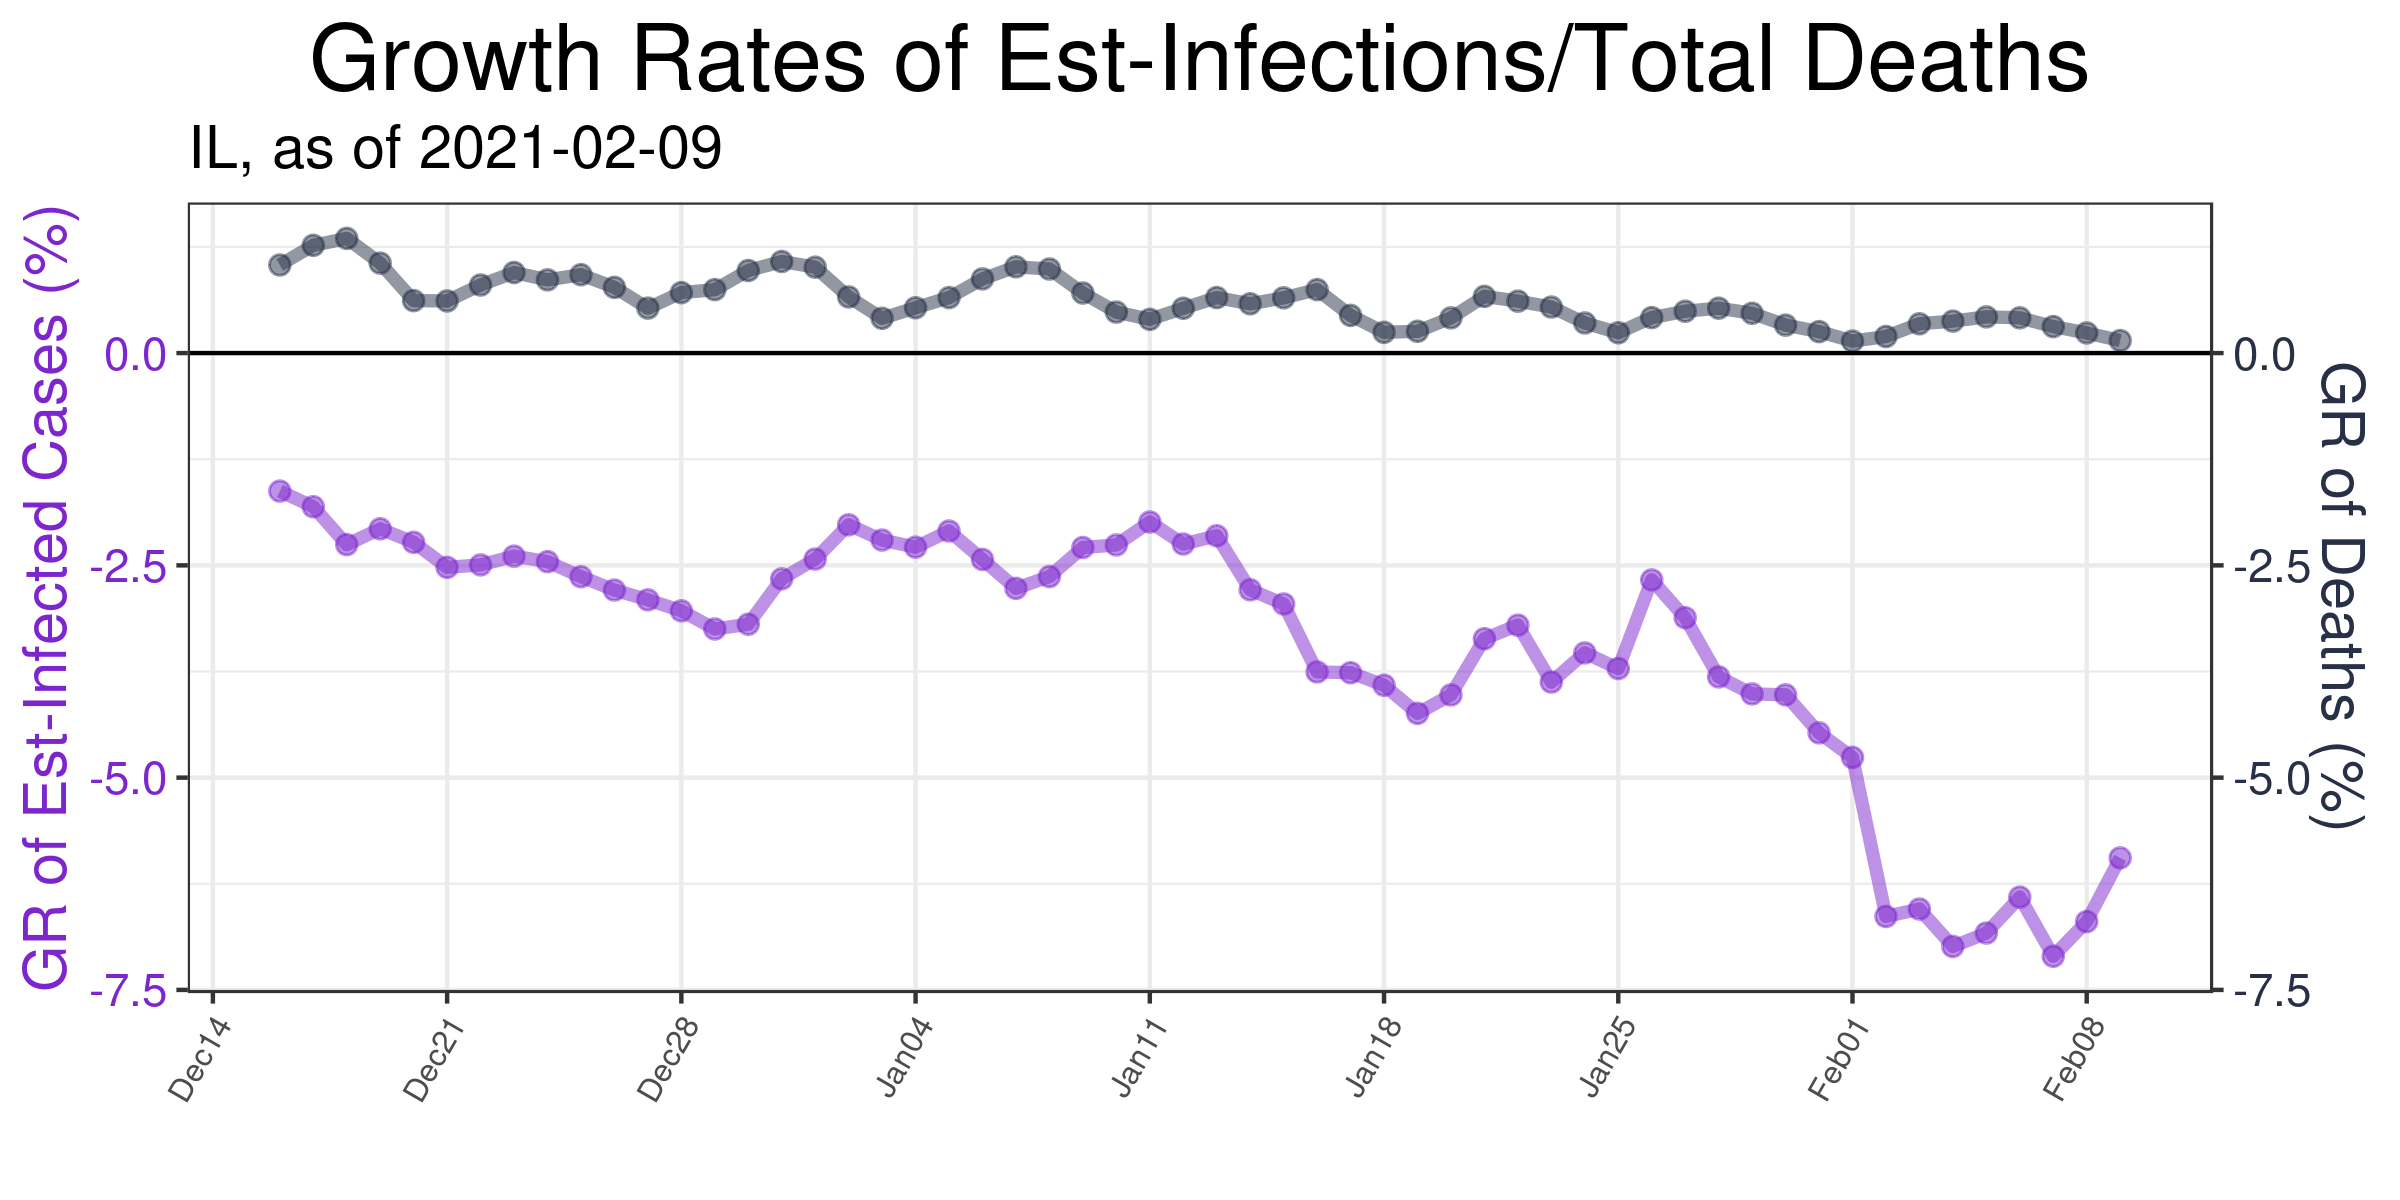 Growth Rates of Est-Infections/Total Deaths
IL, as of 2021-02-09
GR of Est-Infected Cases (%)
0.0
-2.5
-5.0
-7.5
0.0
-2.5
-5.0
-7.5
GR of Deaths (%)
Dec14
Dec21
Dec28
Jan04
Jan11
Jan18
Jan25
Feb01
Feb08